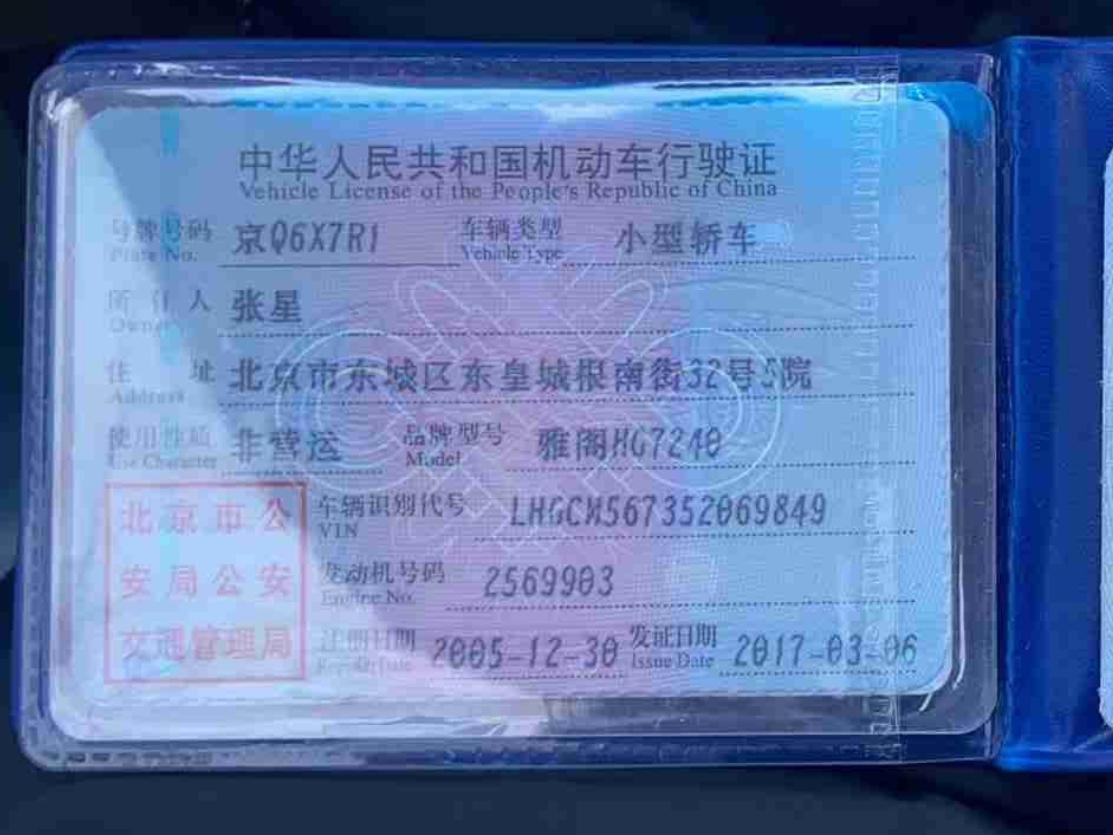 中华人民共和国机动车行驶证
Vehicle License of the People's Republic of China
号牌号码 京Q6X7R1 车辆类型 小型轿车
Plate No. Vehicle Type
所有人 张星
Owner
住址 北京市东城区东皇城根南街32号5院
Address
使用性质 非营运 品牌型号 雅阁HG7240
Use Character Model
北京市公 车辆识别代号 LHGCM567352069849
VIN
安局公安 发动机号码 2569903
Engine No.
交通管理局 注册日期 2005-12-30 发证日期 2017-03-06
Issue Date